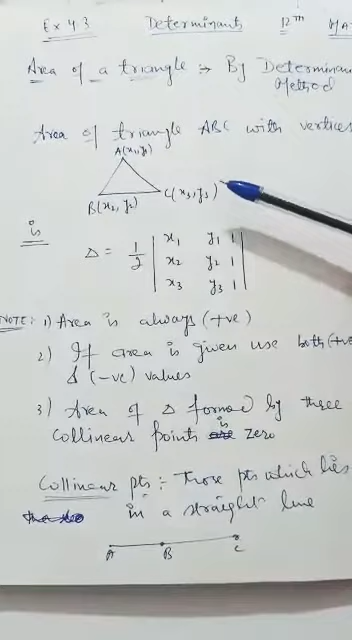 Ex 4.3 Determinants 12th
Area of a triangle :- By Determinan
Method
Area of triangle ABC with vertices
A(x1, y1)
B(x2, y2) C(x3, y3)
is
Δ = 1/2 | x1 y1 1 |
| x2 y2 1 |
| x3 y3 1 |
NOTE: 1) Area is always (+ve)
2) If area is given use both (+ve
& (-ve) values
3) Area of Δ formed by three
collinear points is zero
Collinear pts :- Those pts which lies
in a straight line
A B C